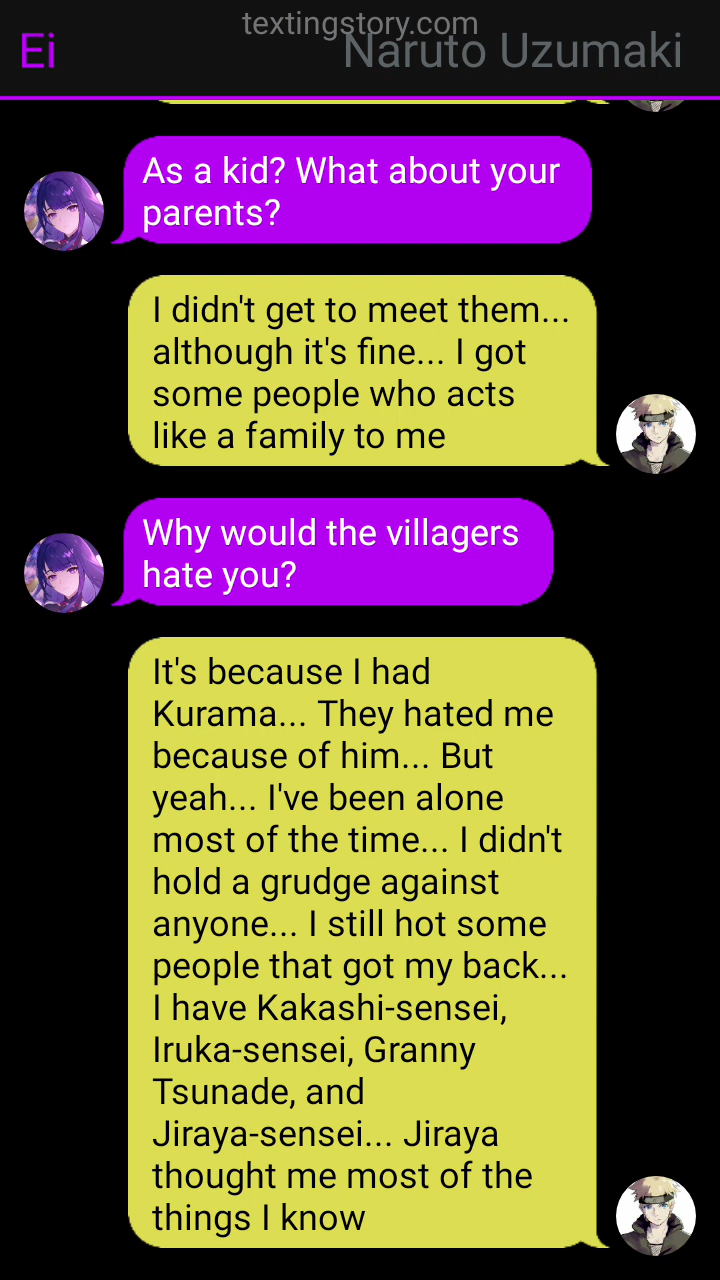 textingstory.com
Ei
Naruto Uzumaki
As a kid? What about your
parents?
I didn't get to meet them...
although it's fine... I got
some people who acts
like a family to me
Why would the villagers
hate you?
It's because I had
Kurama... They hated me
because of him... But
yeah... I've been alone
most of the time... I didn't
hold a grudge against
anyone... I still hot some
people that got my back...
I have Kakashi-sensei,
Iruka-sensei, Granny
Tsunade, and
Jiraya-sensei... Jiraya
thought me most of the
things I know